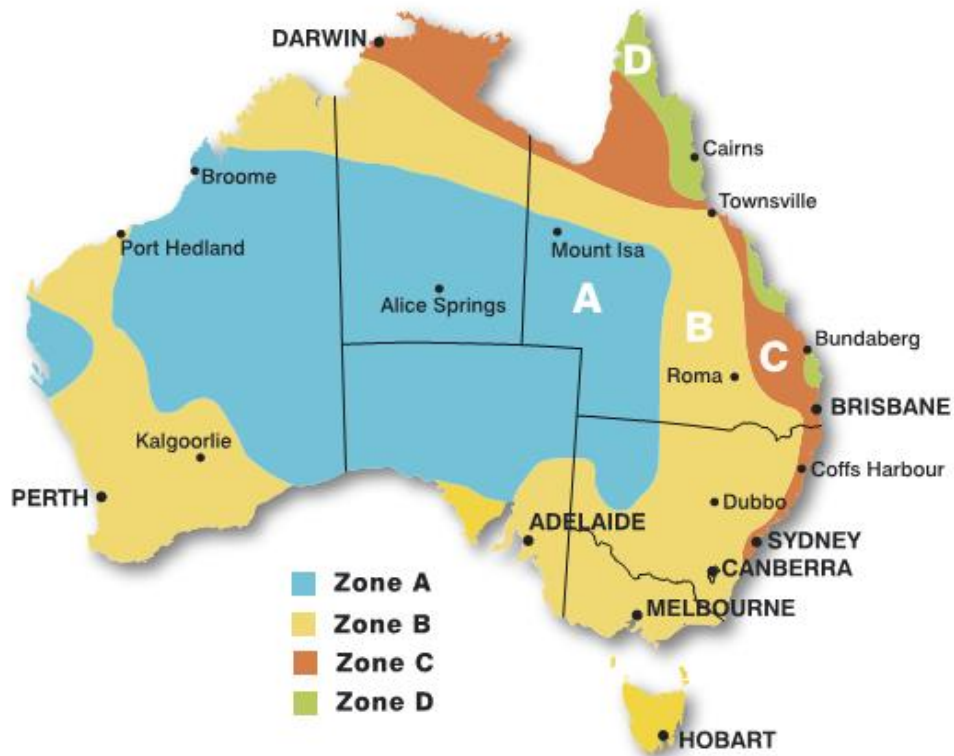 DARWIN
D
Cairns
Broome
Townsville
Port Hedland
Mount Isa
Alice Springs
A
B
Bundaberg
C
Roma
BRISBANE
Kalgoorlie
Coffs Harbour
PERTH
Dubbo
ADELAIDE
SYDNEY
CANBERRA
Zone A
MELBOURNE
Zone B
Zone C
Zone D
HOBART